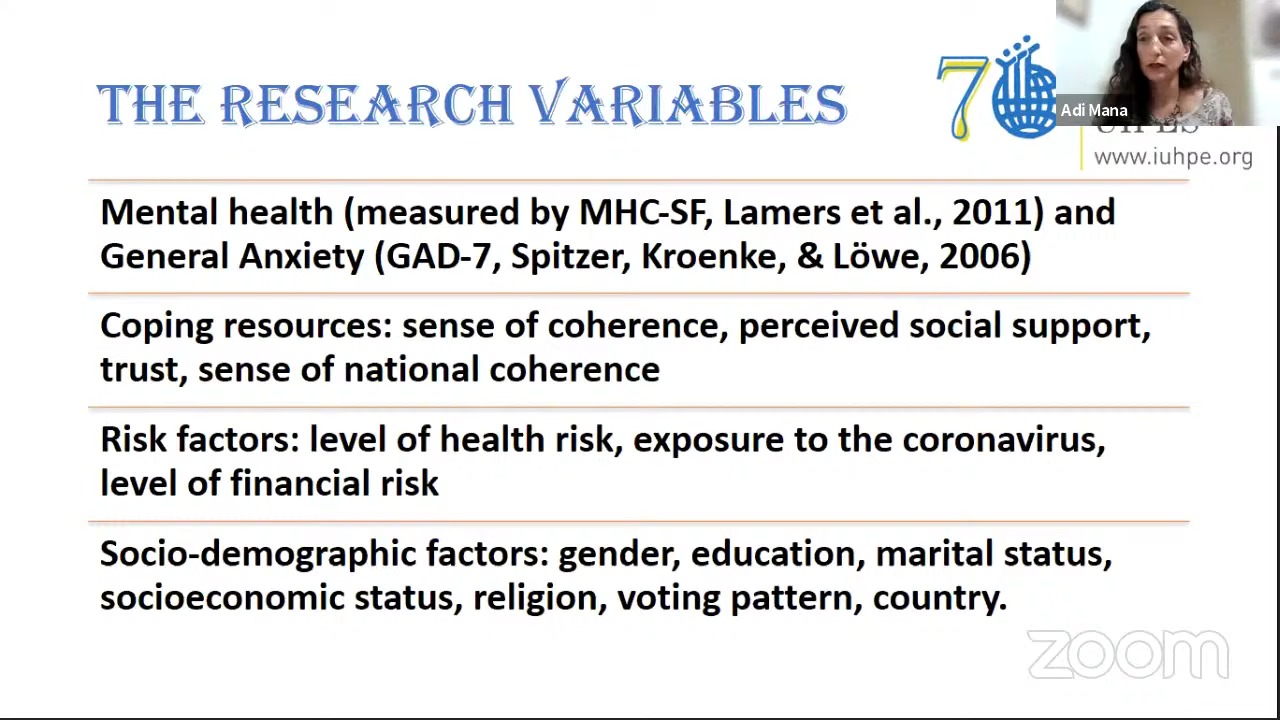 THE RESEARCH VARIABLES
70
Adi Mana
www.iuhpe.org
Mental health (measured by MHC-SF, Lamers et al., 2011) and
General Anxiety (GAD-7, Spitzer, Kroenke, & Löwe, 2006)
Coping resources: sense of coherence, perceived social support,
trust, sense of national coherence
Risk factors: level of health risk, exposure to the coronavirus,
level of financial risk
Socio-demographic factors: gender, education, marital status,
socioeconomic status, religion, voting pattern, country.
zoom